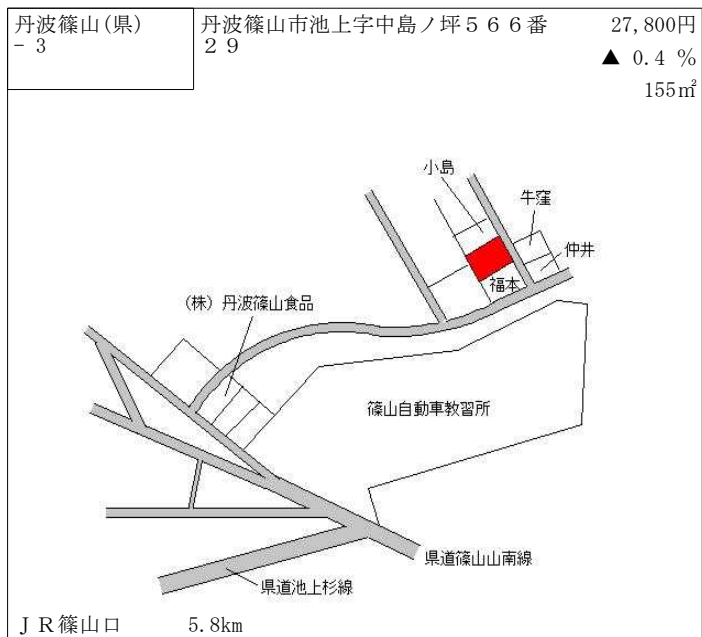 丹波篠山(県)
- 3
丹波篠山市池上字中島ノ坪５６６番
２９
27,800円
▲ 0.4 %
155㎡
小島
牛窪
仲井
福本
(株) 丹波篠山食品
篠山自動車教習所
県道篠山山南線
県道池上杉線
ＪＲ篠山口 5.8km